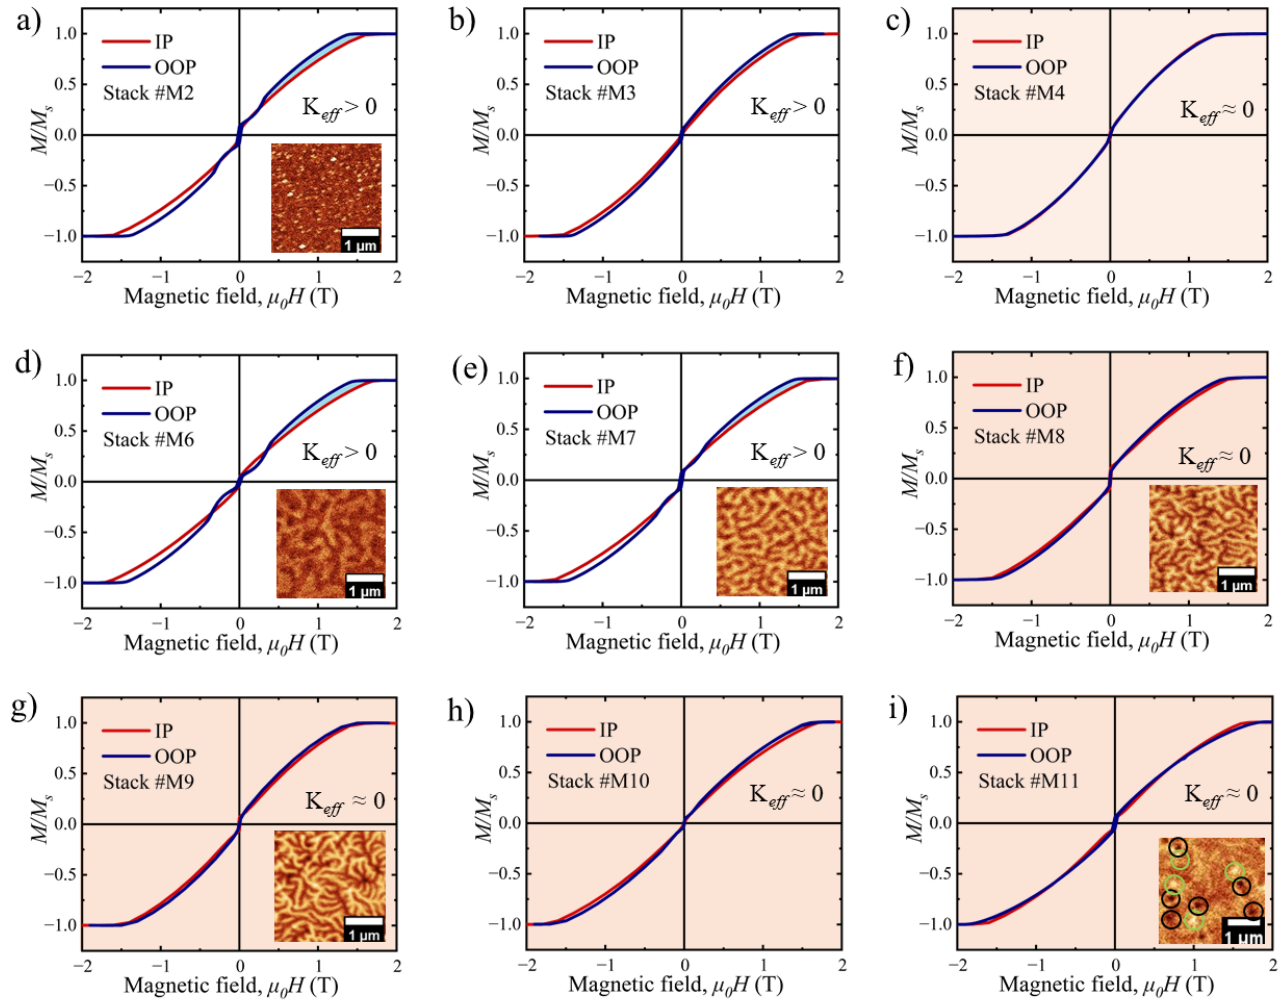 a)
IP
OOP
Stack #M2
K_eff > 0
1 µm
M/M_s
1.0
0.5
0.0
−0.5
−1.0
−2 −1 0 1 2
Magnetic field, µ₀H (T)
b)
IP
OOP
Stack #M3
K_eff > 0
M/M_s
1.0
0.5
0.0
−0.5
−1.0
−2 −1 0 1 2
Magnetic field, µ₀H (T)
c)
IP
OOP
Stack #M4
K_eff ≈ 0
M/M_s
1.0
0.5
0.0
−0.5
−1.0
−2 −1 0 1 2
Magnetic field, µ₀H (T)
d)
IP
OOP
Stack #M6
K_eff > 0
1 µm
M/M_s
1.0
0.5
0.0
−0.5
−1.0
−2 −1 0 1 2
Magnetic field, µ₀H (T)
(e)
IP
OOP
Stack #M7
K_eff > 0
1 µm
M/M_s
1.0
0.5
0.0
−0.5
−1.0
−2 −1 0 1 2
Magnetic field, µ₀H (T)
f)
IP
OOP
Stack #M8
K_eff ≈ 0
1 µm
M/M_s
1.0
0.5
0.0
−0.5
−1.0
−2 −1 0 1 2
Magnetic field, µ₀H (T)
g)
IP
OOP
Stack #M9
K_eff ≈ 0
1 µm
M/M_s
1.0
0.5
0.0
−0.5
−1.0
−2 −1 0 1 2
Magnetic field, µ₀H (T)
h)
IP
OOP
Stack #M10
K_eff ≈ 0
M/M_s
1.0
0.5
0.0
−0.5
−1.0
−2 −1 0 1 2
Magnetic field, µ₀H (T)
i)
IP
OOP
Stack #M11
K_eff ≈ 0
1 µm
M/M_s
1.0
0.5
0.0
−0.5
−1.0
−2 −1 0 1 2
Magnetic field, µ₀H (T)